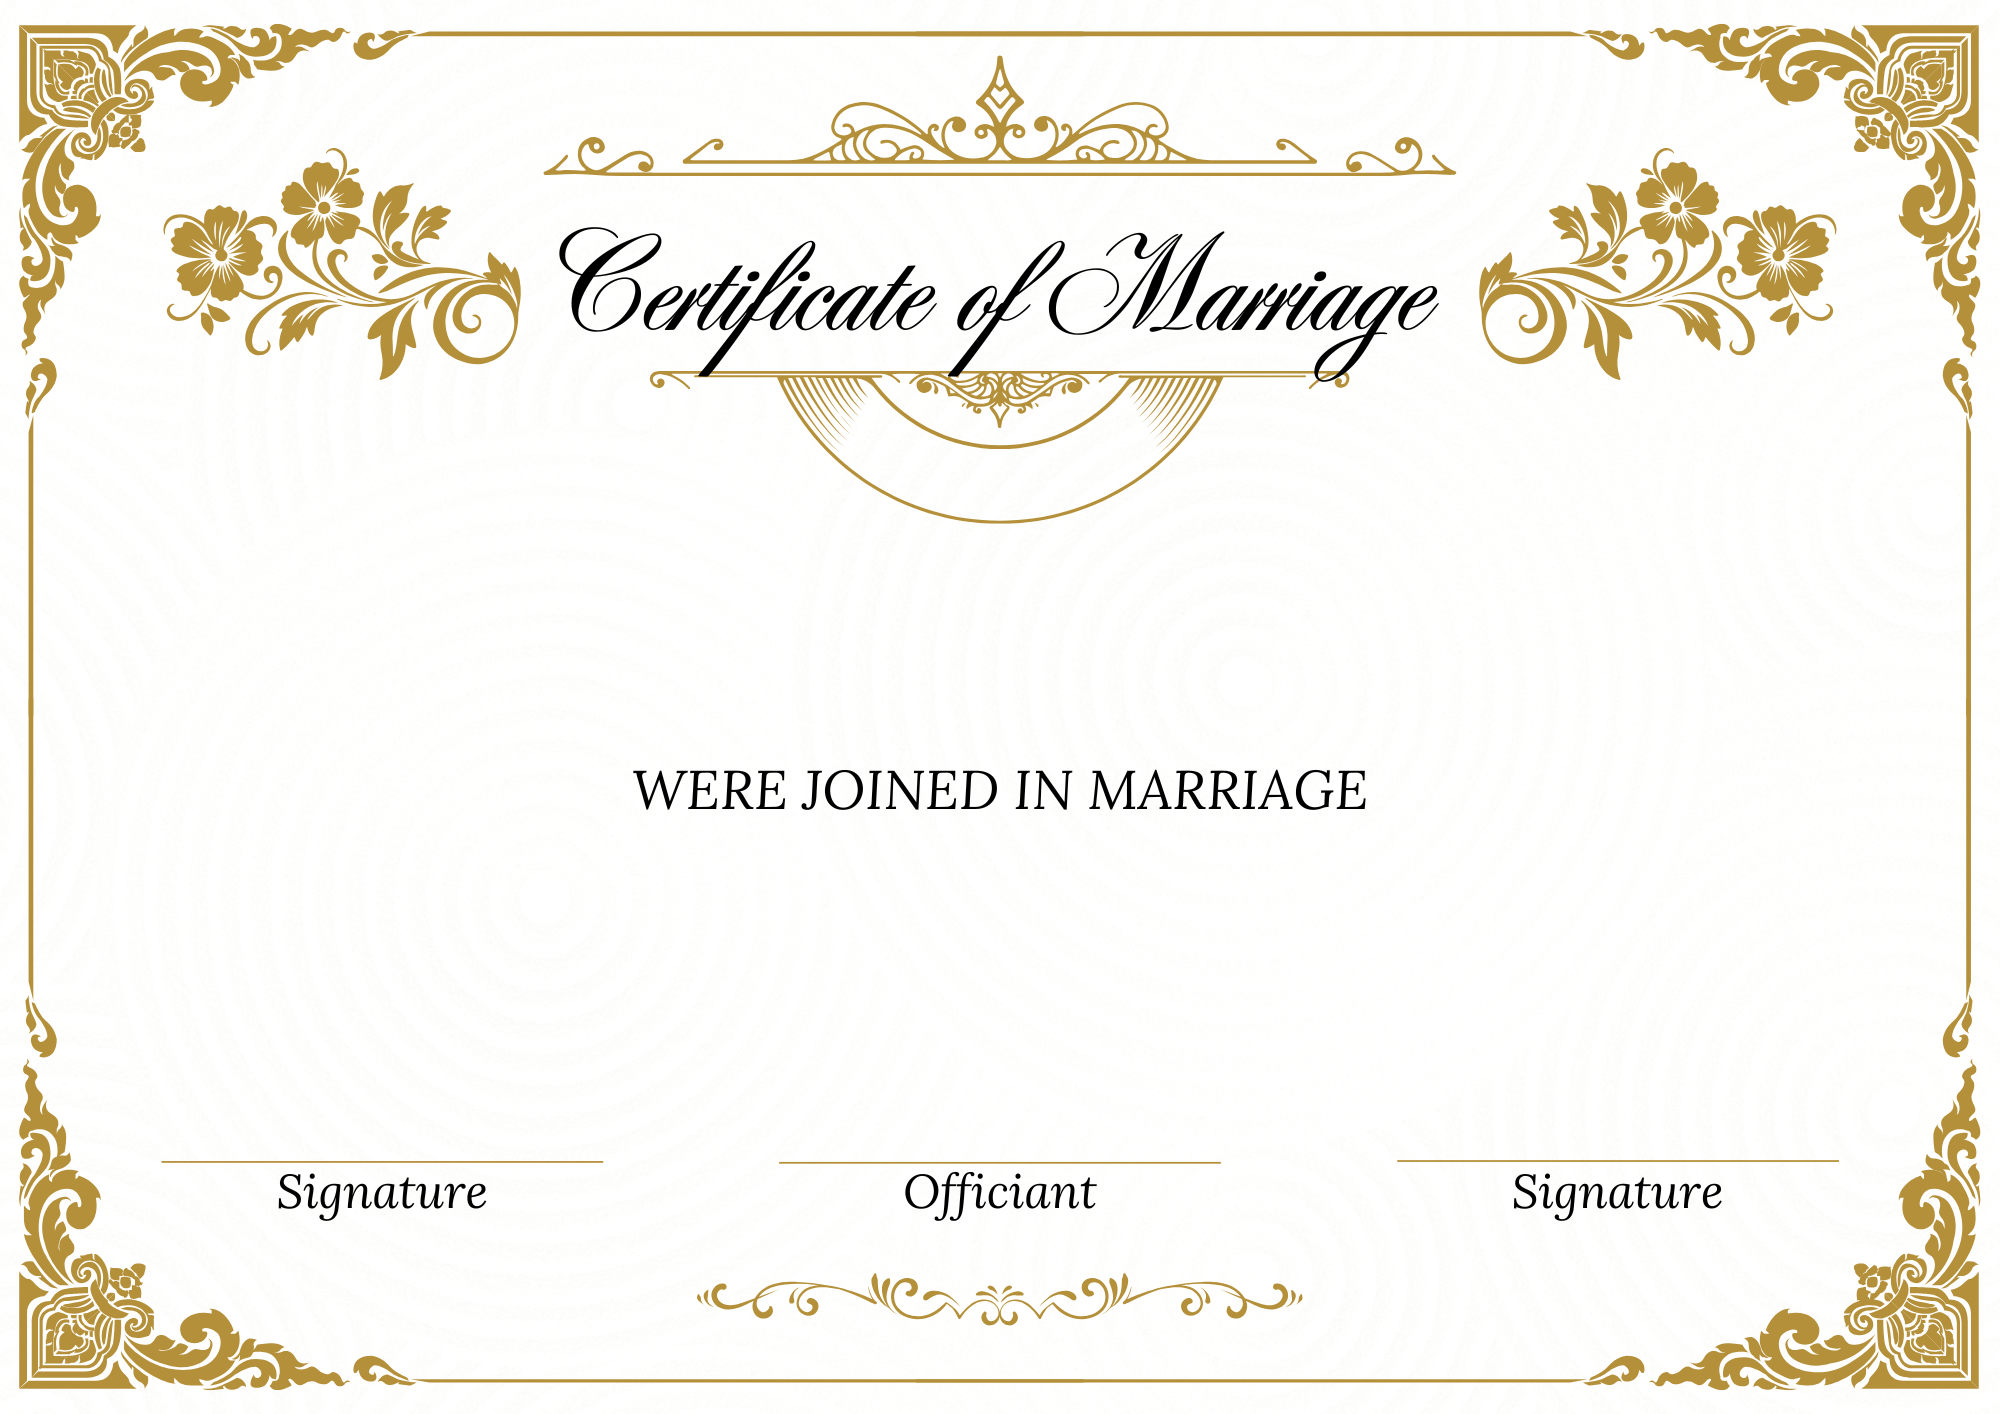 Certificate of Marriage
WERE JOINED IN MARRIAGE
Signature
Officiant
Signature